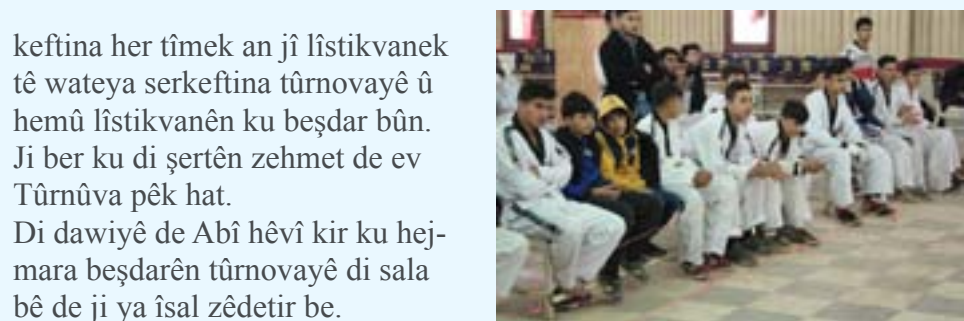 keftina her tîmek an jî lîstikvanek
tê wateya serkeftina tûrnovayê û
hemû lîstikvanên ku beşdar bûn.
Ji ber ku di şertên zehmet de ev
Tûrnûva pêk hat.
Di dawiyê de Abî hêvî kir ku hej-
mara beşdarên tûrnovayê di sala
bê de ji ya îsal zêdetir be.